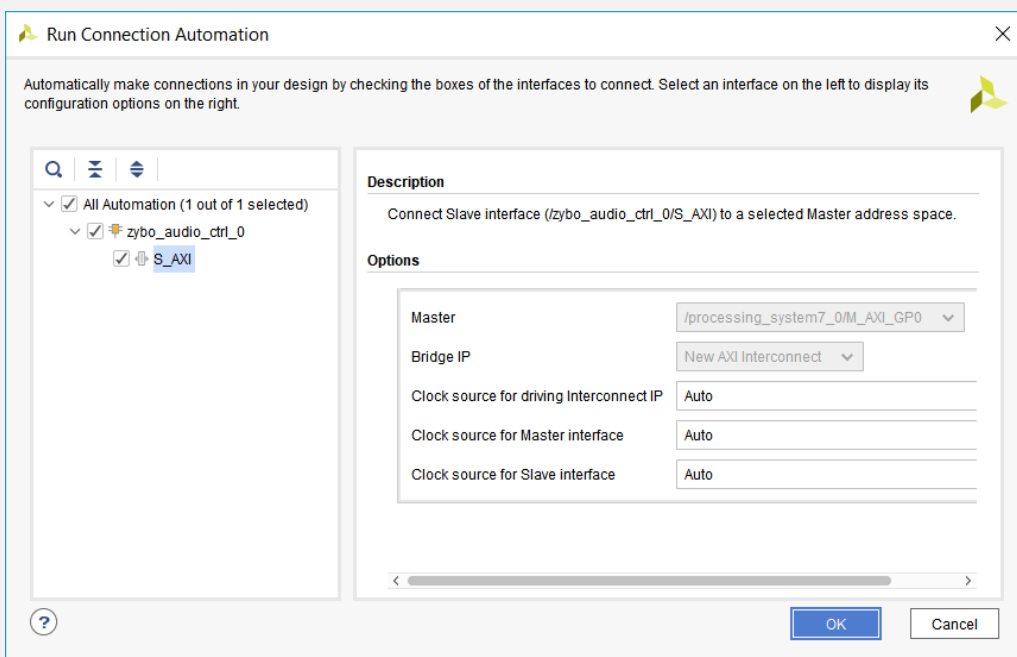 Run Connection Automation
Automatically make connections in your design by checking the boxes of the interfaces to connect. Select an interface on the left to display its
configuration options on the right.
All Automation (1 out of 1 selected)
zybo_audio_ctrl_0
S_AXI
Description
Connect Slave interface (/zybo_audio_ctrl_0/S_AXI) to a selected Master address space.
Options
Master /processing_system7_0/M_AXI_GP0
Bridge IP New AXI Interconnect
Clock source for driving Interconnect IP Auto
Clock source for Master interface Auto
Clock source for Slave interface Auto
?
OK Cancel